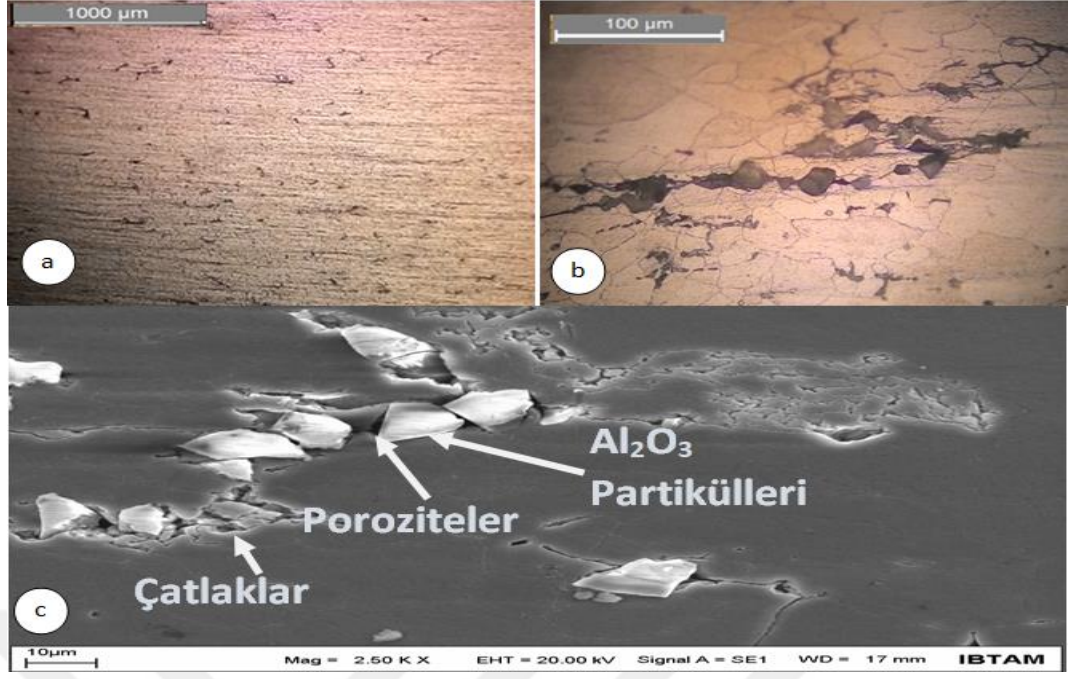 1000 µm
100 µm
a
b
Al₂O₃
Partikülleri
Poroziteler
Çatlaklar
c
10µm
Mag = 2.50 K X EHT = 20.00 kV Signal A = SE1 WD = 17 mm IBTAM